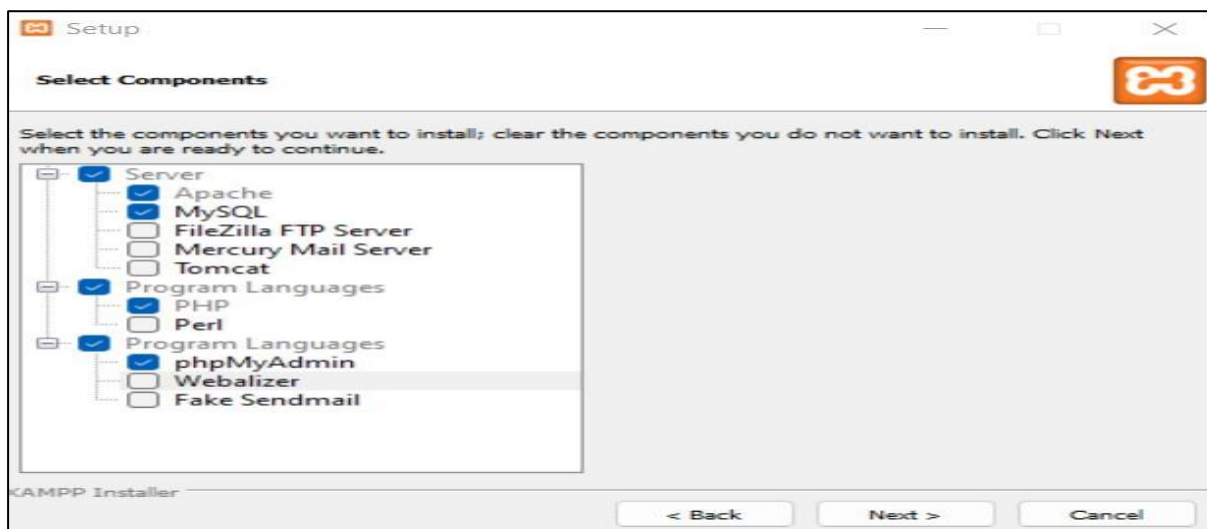 Setup
Select Components
Select the components you want to install; clear the components you do not want to install. Click Next
when you are ready to continue.
Server
Apache
MySQL
FileZilla FTP Server
Mercury Mail Server
Tomcat
Program Languages
PHP
Perl
Program Languages
phpMyAdmin
Webalizer
Fake Sendmail
XAMPP Installer
< Back Next > Cancel